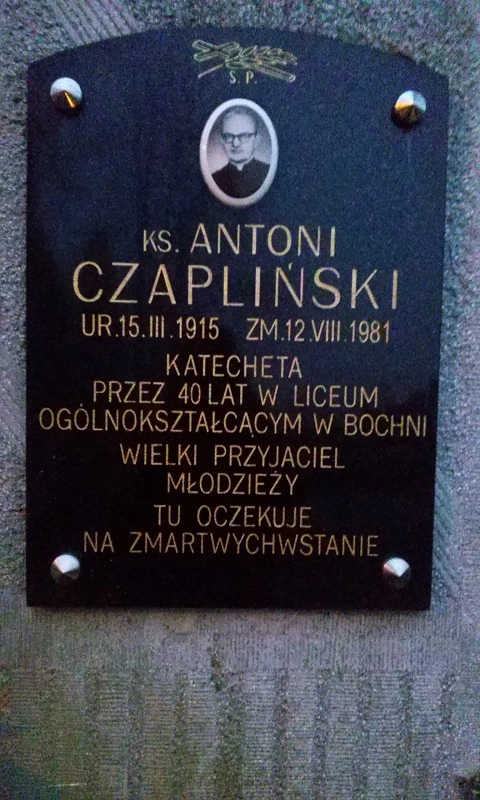 Ś.P.
KS. ANTONI
CZAPLIŃSKI
UR.15.III.1915 ZM.12.VIII.1981
KATECHETA
PRZEZ 40 LAT W LICEUM
OGÓLNOKSZTAŁCĄCYM W BOCHNI
WIELKI PRZYJACIEL
MŁODZIEŻY
TU OCZEKUJE
NA ZMARTWYCHWSTANIE